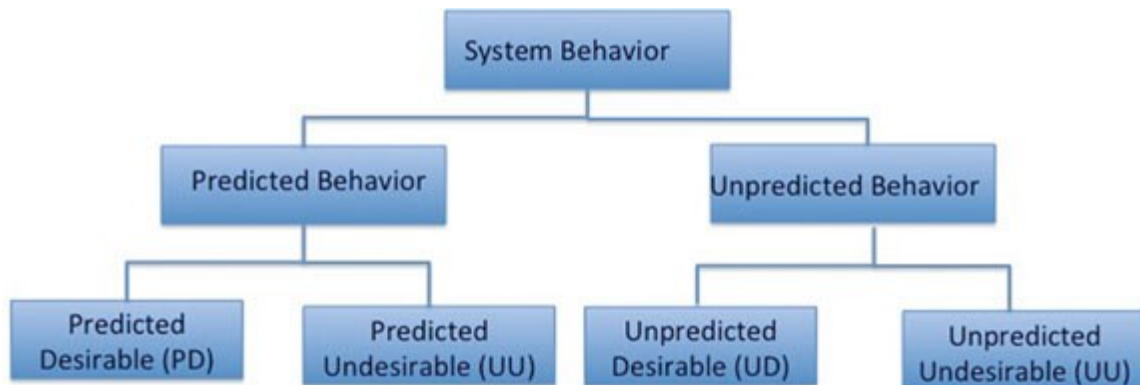 System Behavior
Predicted Behavior
Unpredicted Behavior
Predicted
Desirable (PD)
Predicted
Undesirable (UU)
Unpredicted
Desirable (UD)
Unpredicted
Undesirable (UU)